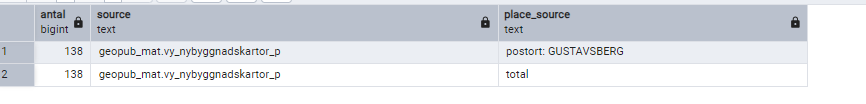 antal bigint source text place_source text
1 138 geopub_mat.vy_nybyggnadskartor_p postort: GUSTAVSBERG
2 138 geopub_mat.vy_nybyggnadskartor_p total